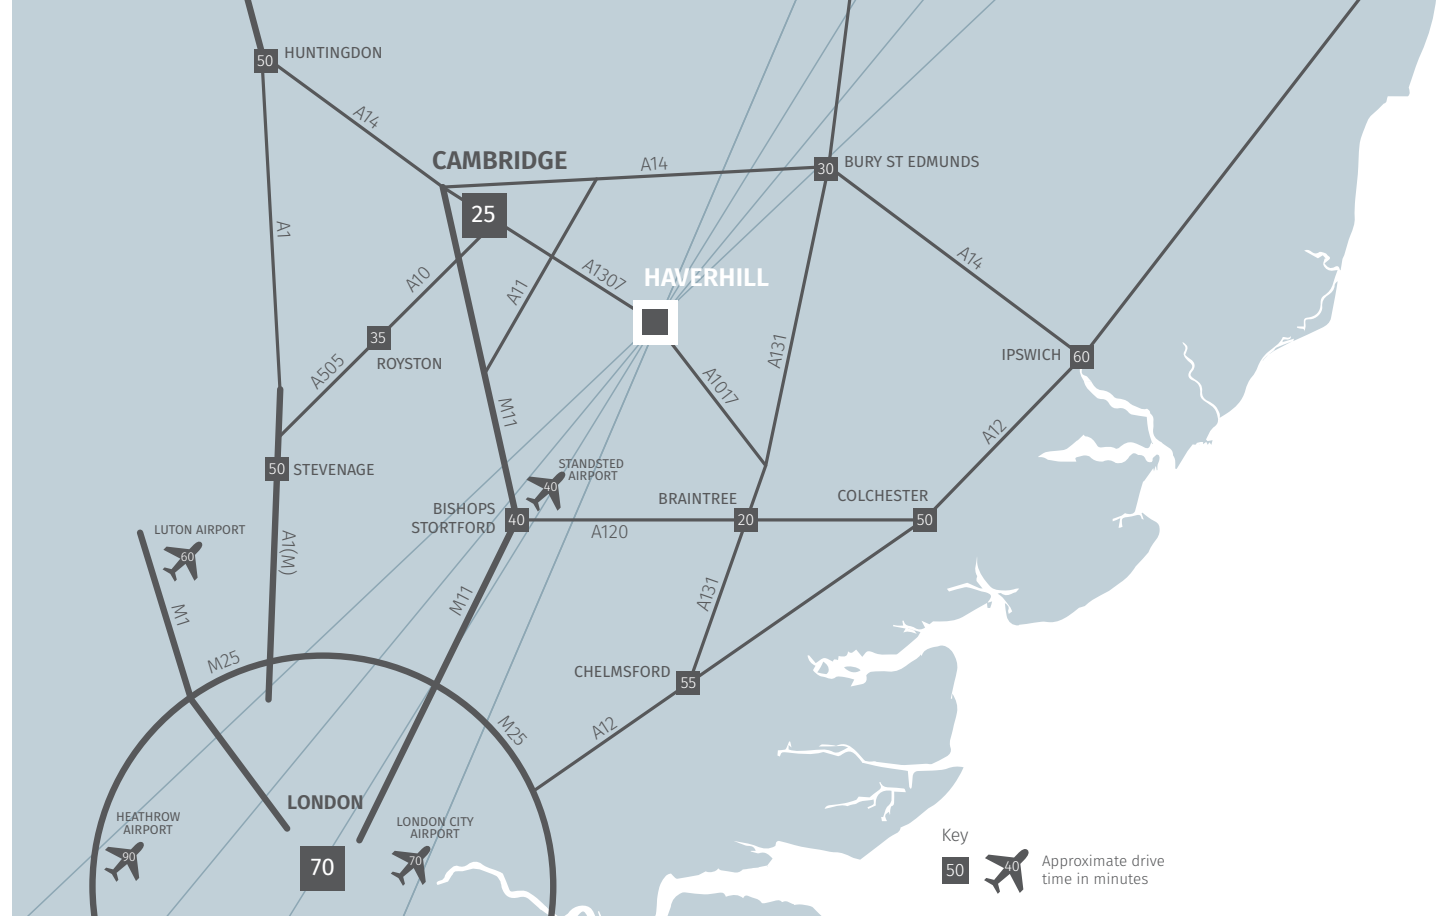 50
HUNTINGDON
A14
CAMBRIDGE
A14
30
BURY ST EDMUNDS
25
A1
A10
A11
A1307
HAVERHILL
A14
35
ROYSTON
A505
A131
IPSWICH
60
A1017
M11
A12
50
STEVENAGE
STANDSTED
AIRPORT
40
BISHOPS
STORTFORD
40
BRAINTREE
20
COLCHESTER
50
A120
LUTON AIRPORT
60
A1(M)
M1
M11
A131
M25
CHELMSFORD
55
M25
A12
LONDON
HEATHROW
AIRPORT
90
70
LONDON CITY
AIRPORT
70
Key
50
40
Approximate drive
time in minutes